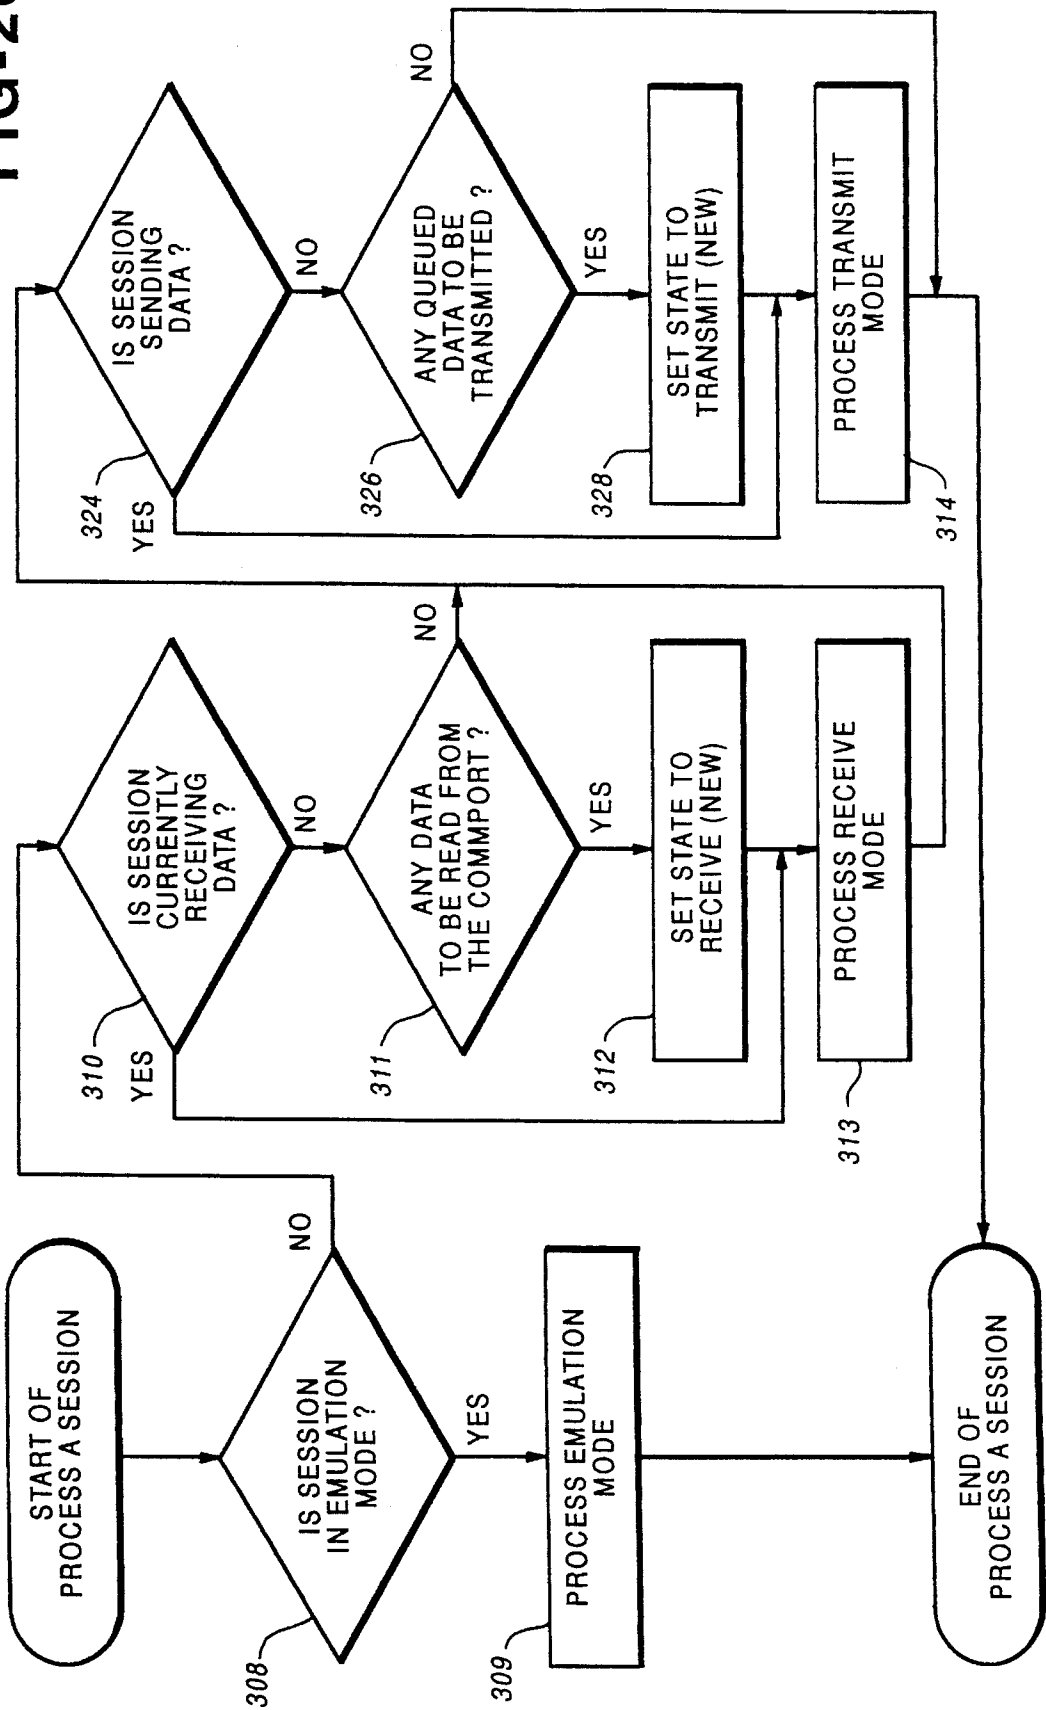 START OF
PROCESS A SESSION
308
IS SESSION
IN EMULATION
MODE ?
NO
YES
309
PROCESS EMULATION
MODE
END OF
PROCESS A SESSION
310
IS SESSION
CURRENTLY
RECEIVING
DATA ?
YES
NO
311
ANY DATA
TO BE READ FROM
THE COMMPORT ?
NO
YES
312
SET STATE TO
RECEIVE (NEW)
313
PROCESS RECEIVE
MODE
324
IS SESSION
SENDING
DATA ?
YES
NO
326
ANY QUEUED
DATA TO BE
TRANSMITTED ?
NO
YES
328
SET STATE TO
TRANSMIT (NEW)
314
PROCESS TRANSMIT
MODE